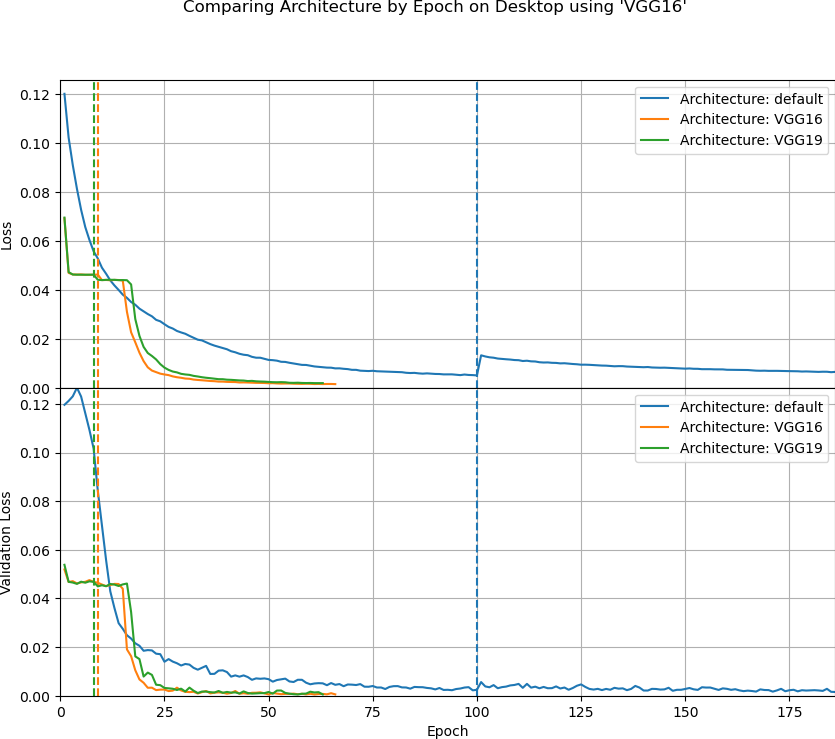 Comparing Architecture by Epoch on Desktop using 'VGG16'
0.12
0.10
0.08
0.06
0.04
0.02
0.00
Loss
Architecture: default
Architecture: VGG16
Architecture: VGG19
0.12
0.10
0.08
0.06
0.04
0.02
0.00
Validation Loss
Architecture: default
Architecture: VGG16
Architecture: VGG19
0 25 50 75 100 125 150 175
Epoch